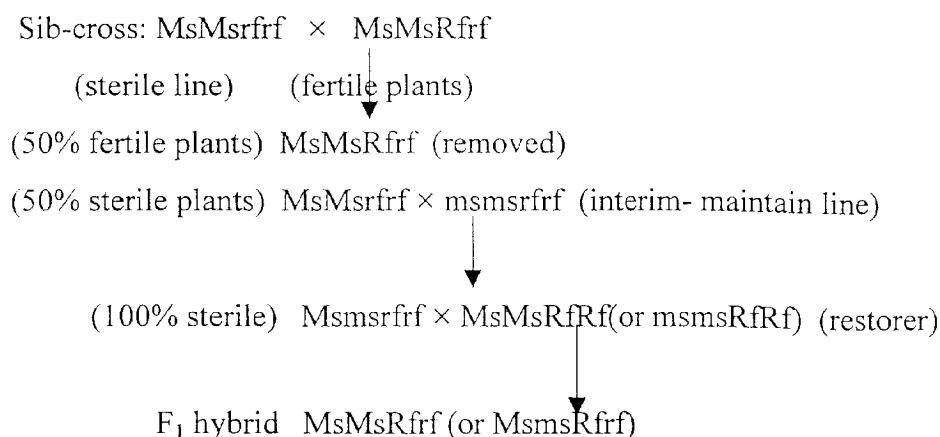 Sib-cross: MsMsrfrf × MsMsRfrf
(sterile line) (fertile plants)
(50% fertile plants) MsMsRfrf (removed)
(50% sterile plants) MsMsrfrf × msmsrfrf (interim- maintain line)
(100% sterile) Msmsrfrf × MsMsRfRf(or msmsRfRf) (restorer)
F₁ hybrid MsMsRfrf (or MsmsRfrf)